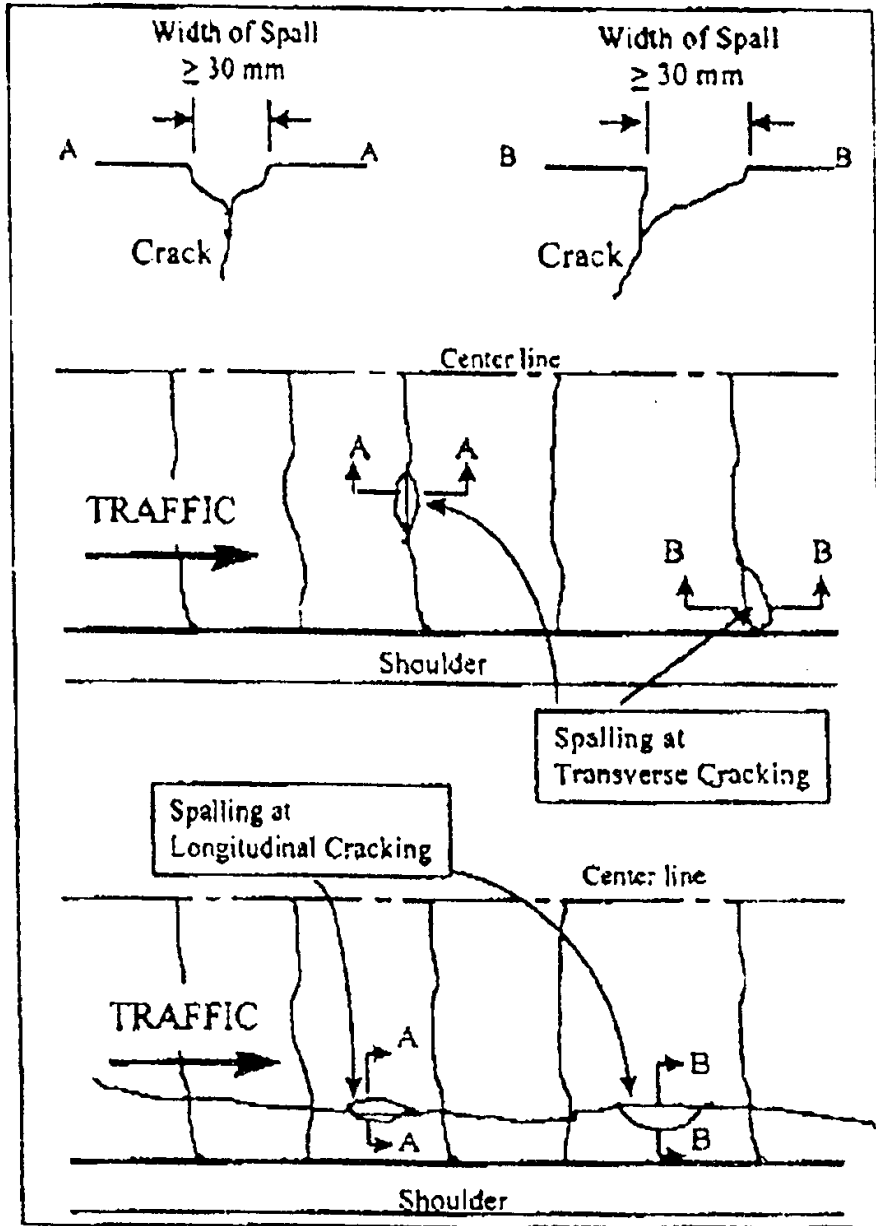 Width of Spall
≥ 30 mm
Width of Spall
≥ 30 mm
A
A
B
B
Crack
Crack
Center line
A
A
TRAFFIC
B
B
Shoulder
Spalling at
Transverse Cracking
Spalling at
Longitudinal Cracking
Center line
TRAFFIC
A
B
A
B
Shoulder